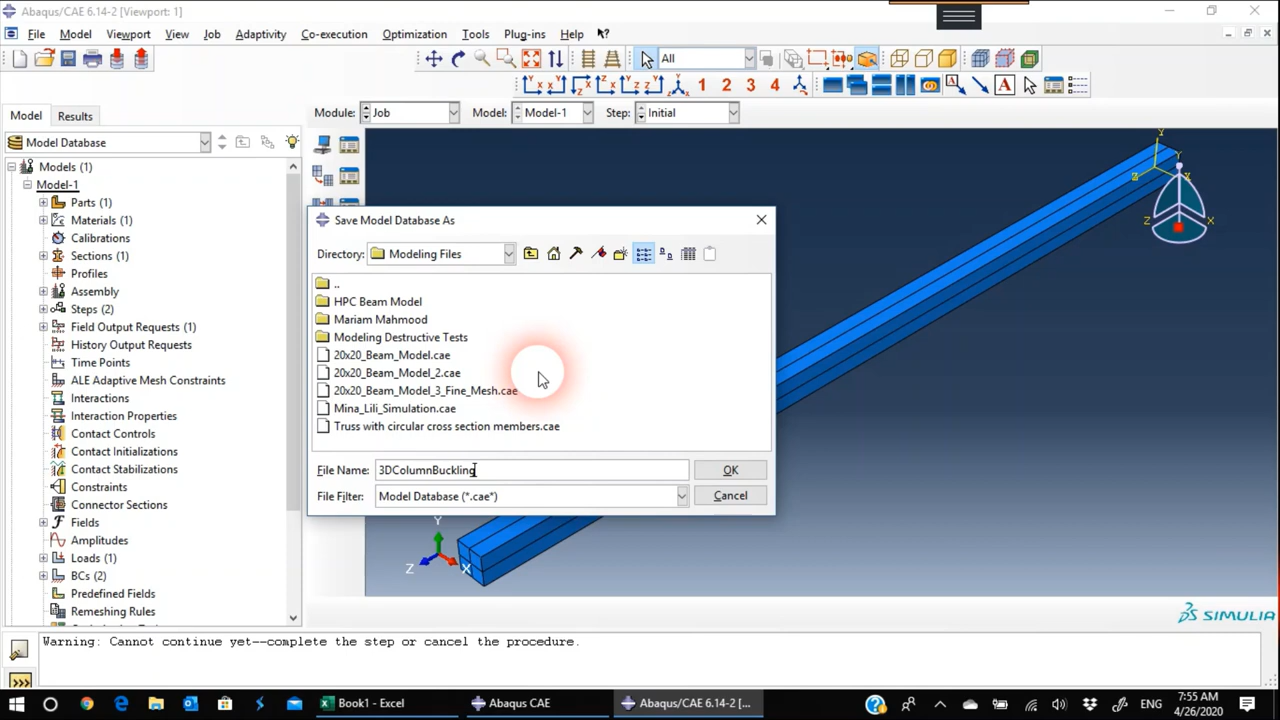 Abaqus/CAE 6.14-2 [Viewport: 1]
File Model Viewport View Job Adaptivity Co-execution Optimization Tools Plug-ins Help
All
1 2 3 4 A
Model Results
Module: Job Model: Model-1 Step: Initial
Model Database
Models (1)
Model-1
Parts (1)
Materials (1)
Calibrations
Sections (1)
Profiles
Assembly
Steps (2)
Field Output Requests (1)
History Output Requests
Time Points
ALE Adaptive Mesh Constraints
Interactions
Interaction Properties
Contact Controls
Contact Initializations
Contact Stabilizations
Constraints
Connector Sections
Fields
Amplitudes
Loads (1)
BCs (2)
Predefined Fields
Remeshing Rules
Save Model Database As
Directory: Modeling Files
..
HPC Beam Model
Mariam Mahmood
Modeling Destructive Tests
20x20_Beam_Model.cae
20x20_Beam_Model_2.cae
20x20_Beam_Model_3_Fine_Mesh.cae
Mina_Lili_Simulation.cae
Truss with circular cross section members.cae
File Name: 3DColumnBuckling OK
File Filter: Model Database (*.cae*) Cancel
Y
Z X
Y
Z X
Y
Z X
SIMULIA
Warning: Cannot continue yet--complete the step or cancel the procedure.
>>>
Book1 - Excel Abaqus CAE Abaqus/CAE 6.14-2 [... ENG 7:55 AM
4/26/2020